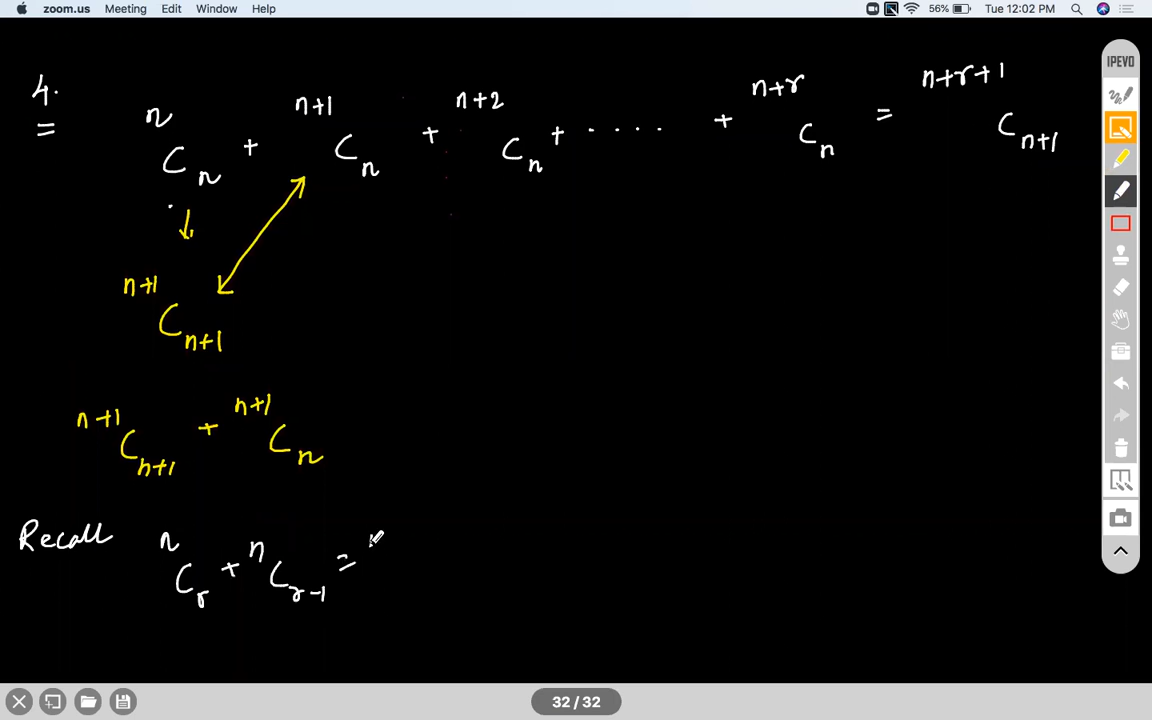 zoom.us Meeting Edit Window Help 56% Tue 12:02 PM
IPEVO
4. ⁿCₙ + ⁿ⁺¹Cₙ + ⁿ⁺²Cₙ + ..... + ⁿ⁺ʳCₙ = ⁿ⁺ʳ⁺¹Cₙ₊₁
ⁿ⁺¹Cₙ₊₁
ⁿ⁺¹Cₙ₊₁ + ⁿ⁺¹Cₙ
Recall ⁿCᵣ + ⁿCᵣ₋₁ =
32 / 32